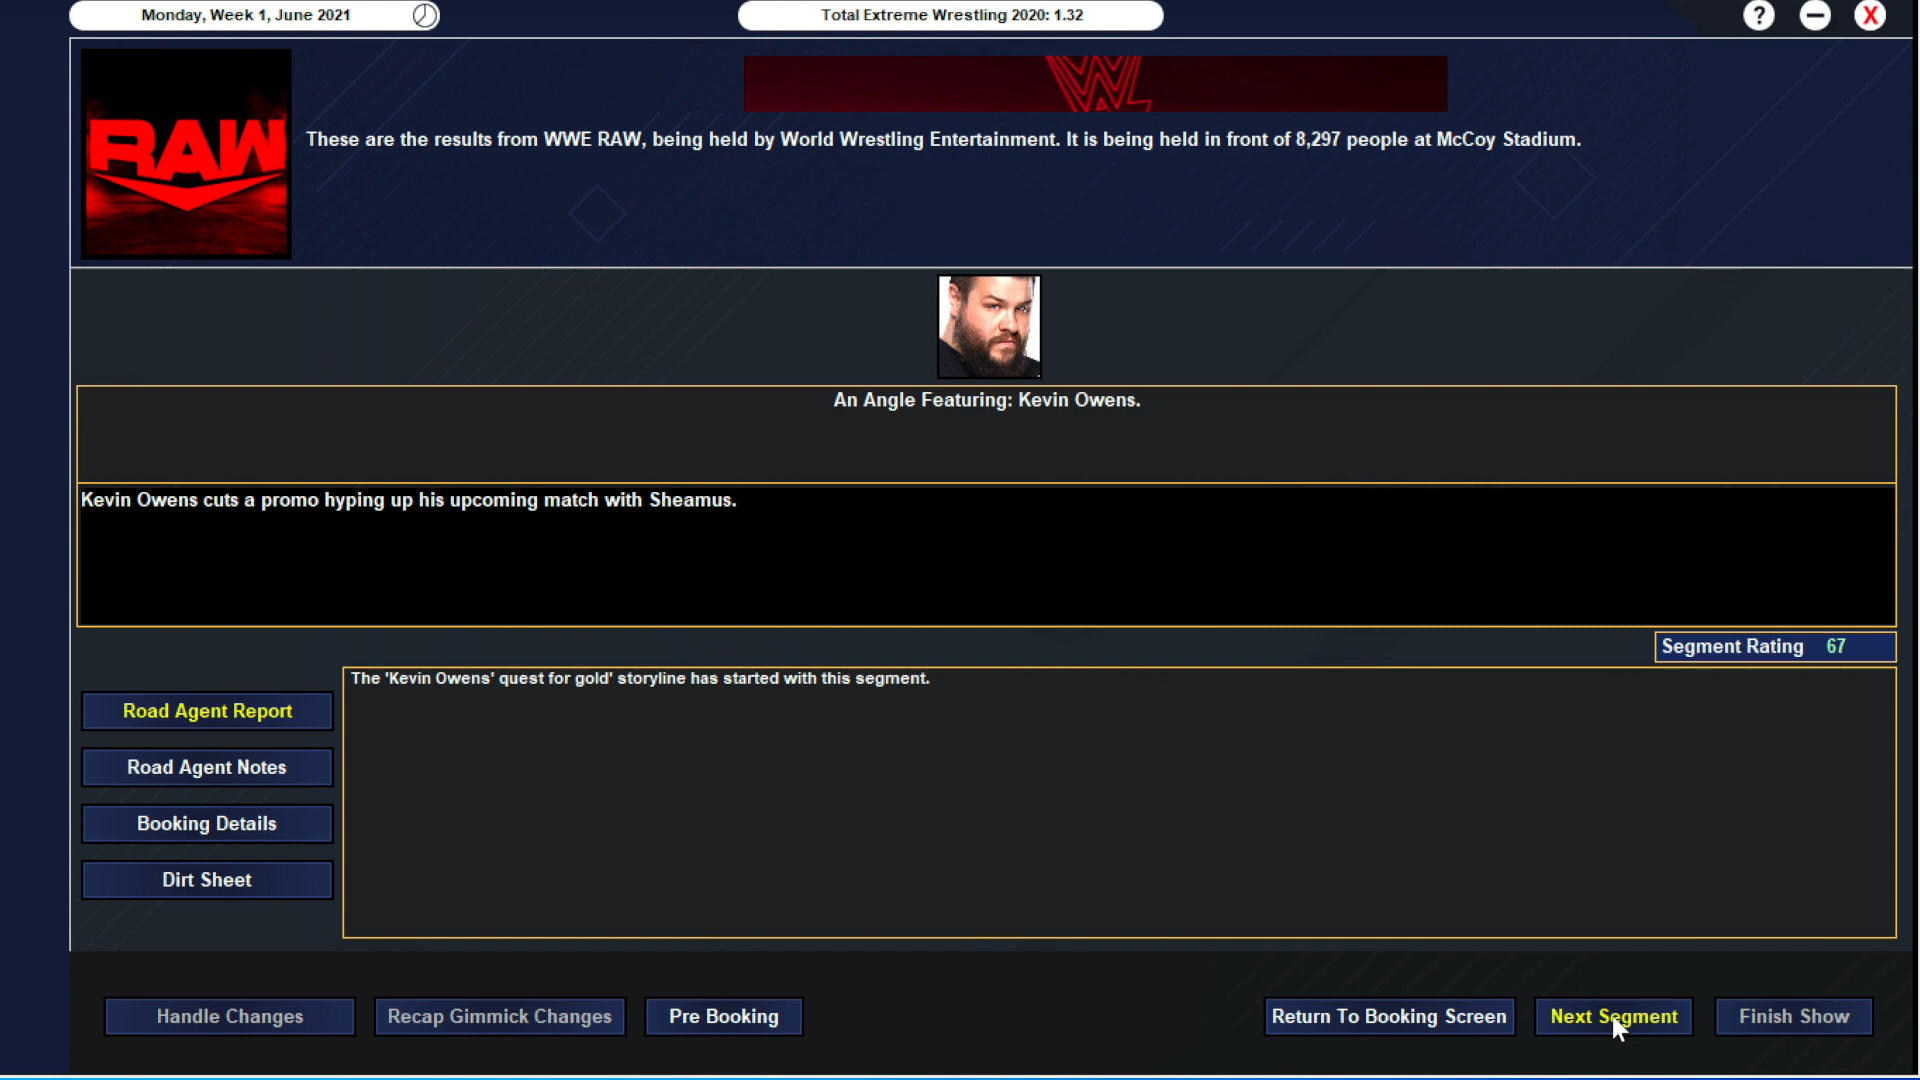 Monday, Week 1, June 2021
Total Extreme Wrestling 2020: 1.32
?
X
RAW
These are the results from WWE RAW, being held by World Wrestling Entertainment. It is being held in front of 8,297 people at McCoy Stadium.
An Angle Featuring: Kevin Owens.
Kevin Owens cuts a promo hyping up his upcoming match with Sheamus.
Segment Rating 67
The 'Kevin Owens' quest for gold' storyline has started with this segment.
Road Agent Report
Road Agent Notes
Booking Details
Dirt Sheet
Handle Changes
Recap Gimmick Changes
Pre Booking
Return To Booking Screen
Next Segment
Finish Show